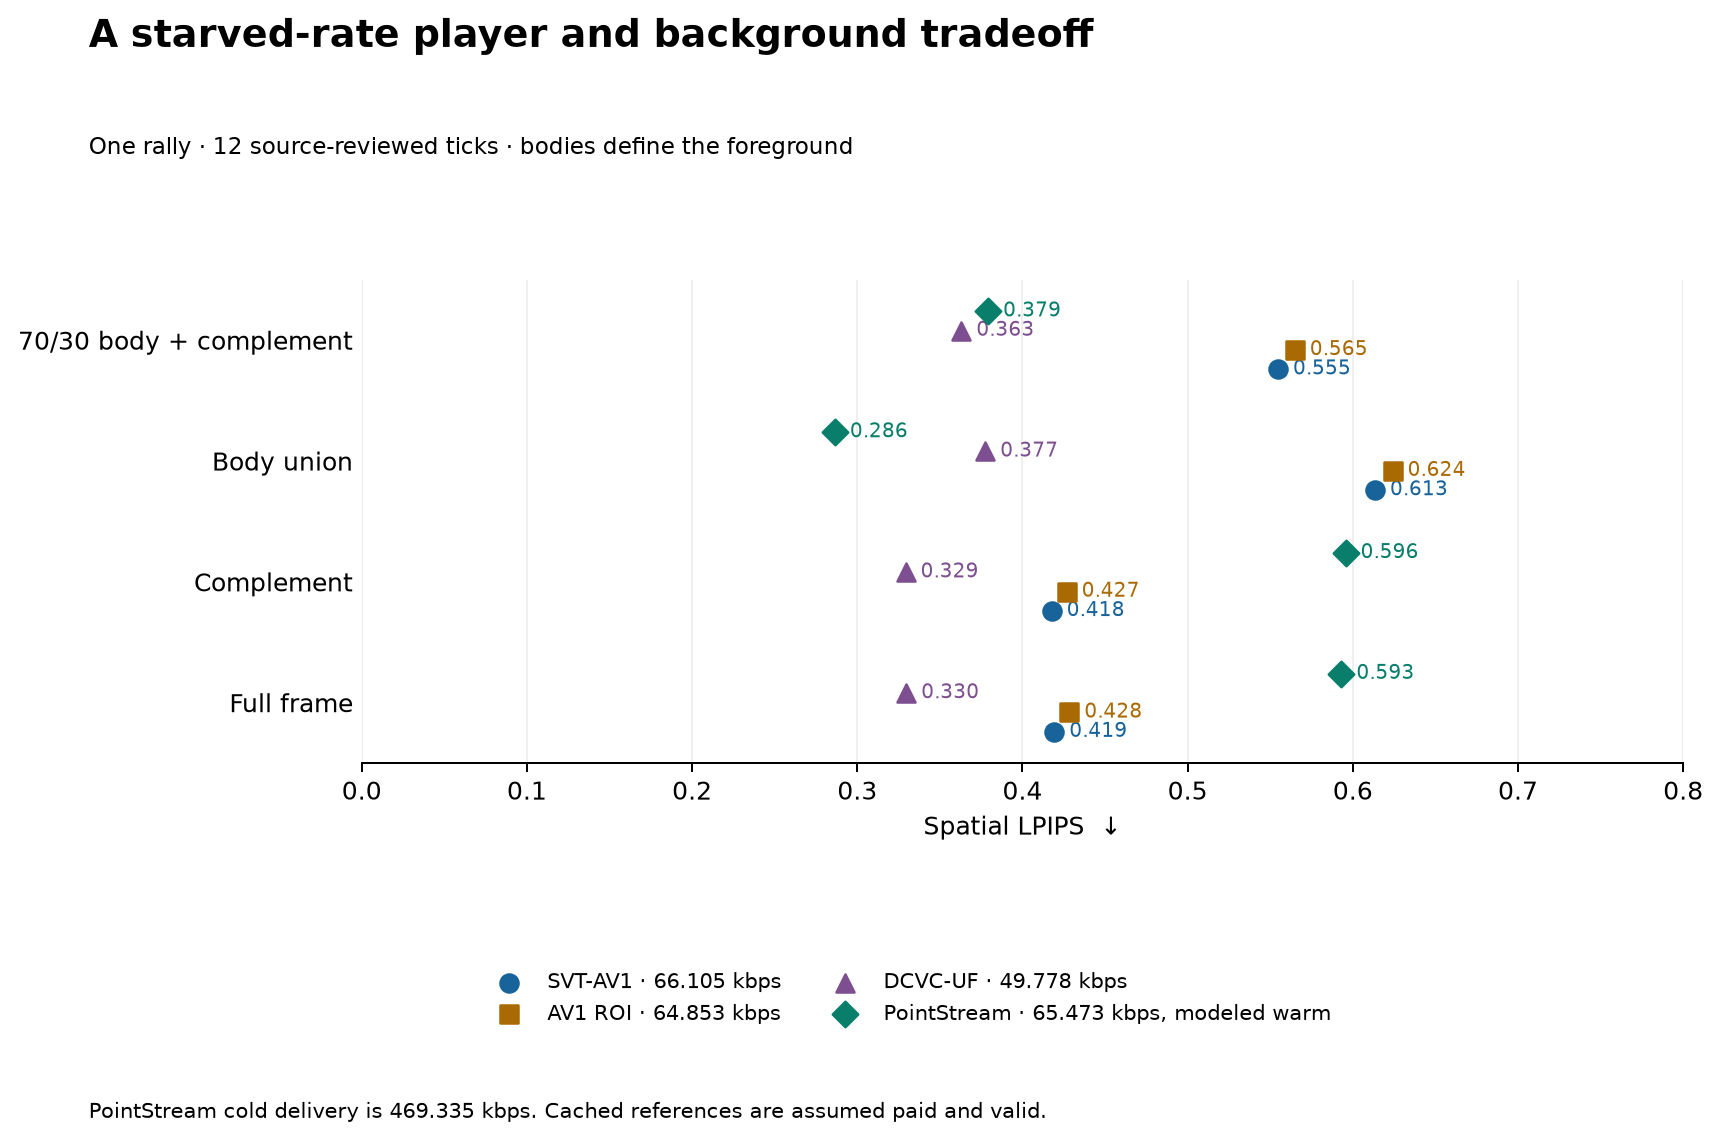 A starved-rate player and background tradeoff
One rally · 12 source-reviewed ticks · bodies define the foreground
70/30 body + complement
0.379
0.363
0.565
0.555
Body union
0.286
0.377
0.624
0.613
Complement
0.596
0.329
0.427
0.418
Full frame
0.593
0.330
0.428
0.419
0.0 0.1 0.2 0.3 0.4 0.5 0.6 0.7 0.8
Spatial LPIPS ↓
SVT-AV1 · 66.105 kbps
AV1 ROI · 64.853 kbps
DCVC-UF · 49.778 kbps
PointStream · 65.473 kbps, modeled warm
PointStream cold delivery is 469.335 kbps. Cached references are assumed paid and valid.